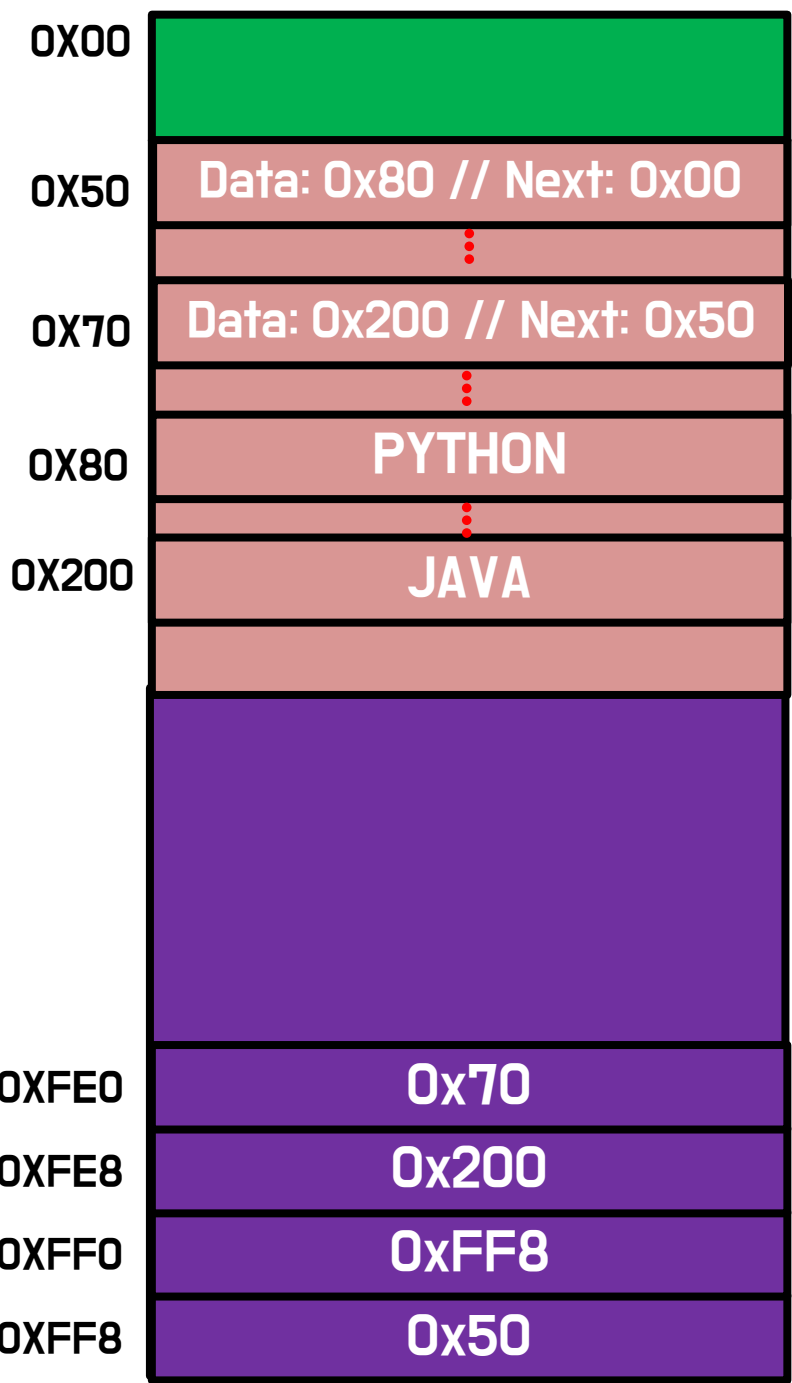 0X00
0X50 Data: 0x80 // Next: 0x00
0X70 Data: 0x200 // Next: 0x50
0X80 PYTHON
0X200 JAVA
0XFE0 0x70
0XFE8 0x200
0XFF0 0xFF8
0XFF8 0x50